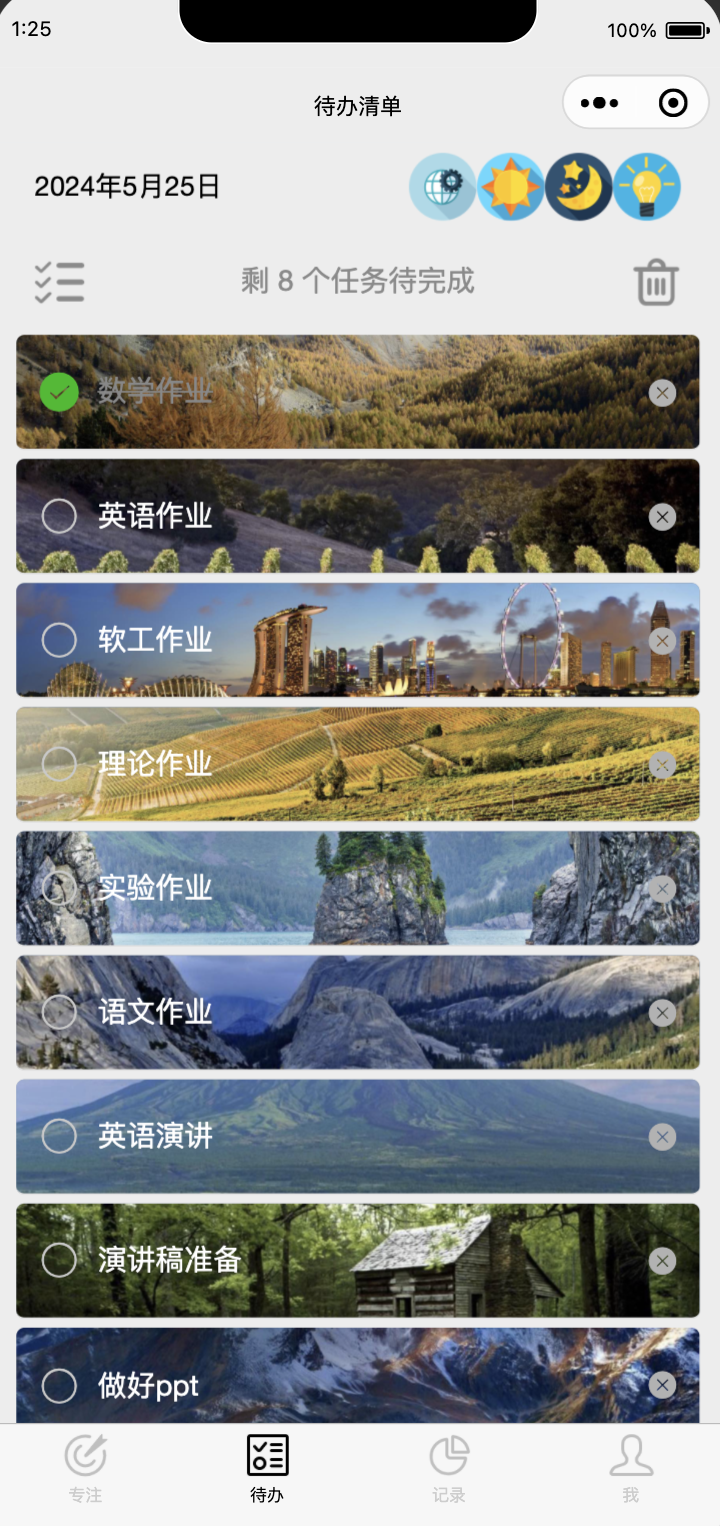 1:25
100%
待办清单
2024年5月25日
剩 8 个任务待完成
数学作业
英语作业
软工作业
理论作业
实验作业
语文作业
英语演讲
演讲稿准备
做好ppt
专注
待办
记录
我